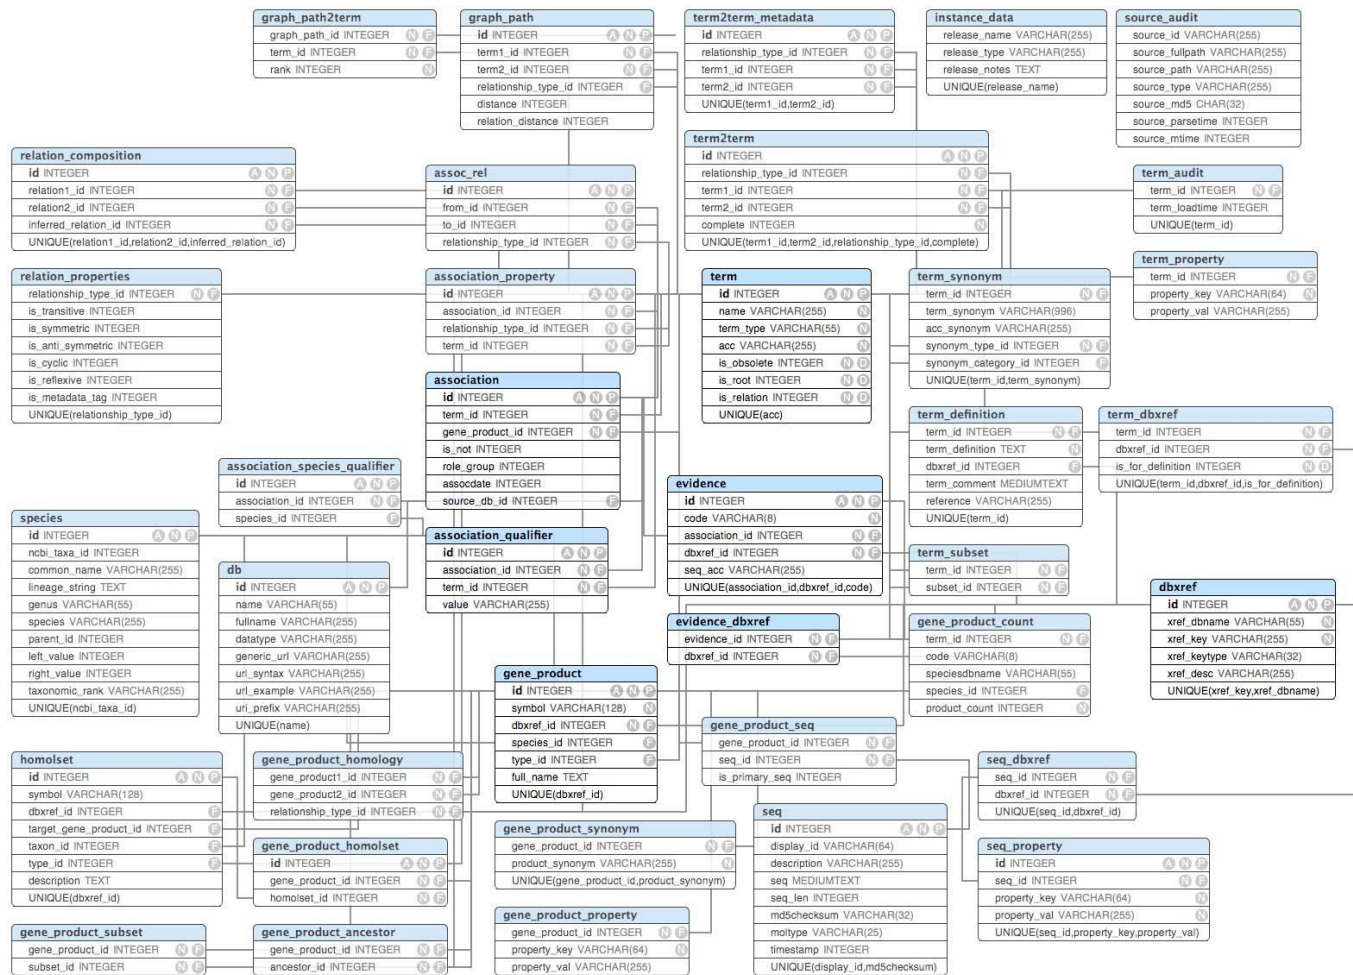 graph_path2term
graph_path_id INTEGER N F
term_id INTEGER N F
rank INTEGER N
graph_path
id INTEGER A N P
term1_id INTEGER N F
term2_id INTEGER N F
relationship_type_id INTEGER F
distance INTEGER
relation_distance INTEGER
term2term_metadata
id INTEGER A N P
relationship_type_id INTEGER N F
term1_id INTEGER N F
term2_id INTEGER N F
UNIQUE(term1_id,term2_id)
instance_data
release_name VARCHAR(255)
release_type VARCHAR(255)
release_notes TEXT
UNIQUE(release_name)
source_audit
source_id VARCHAR(255)
source_fullpath VARCHAR(255)
source_path VARCHAR(255)
source_type VARCHAR(255)
source_md5 CHAR(32)
source_parsetime INTEGER
source_mtime INTEGER
relation_composition
id INTEGER A N P
relation1_id INTEGER N F
relation2_id INTEGER N F
inferred_relation_id INTEGER N F
UNIQUE(relation1_id,relation2_id,inferred_relation_id)
assoc_rel
id INTEGER A N P
from_id INTEGER N F
to_id INTEGER N F
relationship_type_id INTEGER N F
term2term
id INTEGER A N P
relationship_type_id INTEGER N F
term1_id INTEGER N F
term2_id INTEGER N F
complete INTEGER N
UNIQUE(term1_id,term2_id,relationship_type_id,complete)
term_audit
term_id INTEGER N F
term_loadtime INTEGER
UNIQUE(term_id)
relation_properties
relationship_type_id INTEGER N F
is_transitive INTEGER
is_symmetric INTEGER
is_anti_symmetric INTEGER
is_cyclic INTEGER
is_reflexive INTEGER
is_metadata_tag INTEGER
UNIQUE(relationship_type_id)
association_property
id INTEGER A N P
association_id INTEGER N F
relationship_type_id INTEGER N F
term_id INTEGER N F
term
id INTEGER A N P
name VARCHAR(255) N
term_type VARCHAR(55) N
acc VARCHAR(255) N
is_obsolete INTEGER N D
is_root INTEGER N D
is_relation INTEGER N D
UNIQUE(acc)
term_synonym
term_id INTEGER N F
term_synonym VARCHAR(996)
acc_synonym VARCHAR(255)
synonym_type_id INTEGER N F
synonym_category_id INTEGER F
UNIQUE(term_id,term_synonym)
term_property
term_id INTEGER N F
property_key VARCHAR(64) N
property_val VARCHAR(255)
association
id INTEGER A N P
term_id INTEGER N F
gene_product_id INTEGER N F
is_not INTEGER
role_group INTEGER
assocdate INTEGER
source_db_id INTEGER F
term_definition
term_id INTEGER N F
term_definition TEXT N
dbxref_id INTEGER F
term_comment MEDIUMTEXT
reference VARCHAR(255)
UNIQUE(term_id)
term_dbxref
term_id INTEGER N F
dbxref_id INTEGER N F
is_for_definition INTEGER N D
UNIQUE(term_id,dbxref_id,is_for_definition)
association_species_qualifier
id INTEGER A N P
association_id INTEGER N F
species_id INTEGER F
evidence
id INTEGER A N P
code VARCHAR(8) N
association_id INTEGER N F
dbxref_id INTEGER N F
seq_acc VARCHAR(255)
UNIQUE(association_id,dbxref_id,code)
species
id INTEGER A N P
ncbi_taxa_id INTEGER
common_name VARCHAR(255)
lineage_string TEXT
genus VARCHAR(55)
species VARCHAR(255)
parent_id INTEGER
left_value INTEGER
right_value INTEGER
taxonomic_rank VARCHAR(255)
UNIQUE(ncbi_taxa_id)
association_qualifier
id INTEGER A N P
association_id INTEGER N F
term_id INTEGER N F
value VARCHAR(255)
db
id INTEGER A N P
name VARCHAR(55)
fullname VARCHAR(255)
datatype VARCHAR(255)
generic_url VARCHAR(255)
url_syntax VARCHAR(255)
url_example VARCHAR(255)
uri_prefix VARCHAR(255)
UNIQUE(name)
term_subset
term_id INTEGER N F
subset_id INTEGER N F
dbxref
id INTEGER A N P
xref_dbname VARCHAR(55) N
xref_key VARCHAR(255) N
xref_keytype VARCHAR(32)
xref_desc VARCHAR(255)
UNIQUE(xref_key,xref_dbname)
evidence_dbxref
evidence_id INTEGER N F
dbxref_id INTEGER N F
gene_product_count
term_id INTEGER N F
code VARCHAR(8)
speciesdbname VARCHAR(55)
species_id INTEGER F
product_count INTEGER N
gene_product
id INTEGER A N P
symbol VARCHAR(128) N
dbxref_id INTEGER N F
species_id INTEGER F
type_id INTEGER F
full_name TEXT
UNIQUE(dbxref_id)
gene_product_seq
gene_product_id INTEGER N F
seq_id INTEGER N F
is_primary_seq INTEGER
homolset
id INTEGER A N P
symbol VARCHAR(128)
dbxref_id INTEGER F
target_gene_product_id INTEGER F
taxon_id INTEGER F
type_id INTEGER F
description TEXT
UNIQUE(dbxref_id)
gene_product_homology
gene_product1_id INTEGER N F
gene_product2_id INTEGER N F
relationship_type_id INTEGER N F
seq_dbxref
seq_id INTEGER N F
dbxref_id INTEGER N F
UNIQUE(seq_id,dbxref_id)
gene_product_synonym
gene_product_id INTEGER N F
product_synonym VARCHAR(255) N
UNIQUE(gene_product_id,product_synonym)
seq
id INTEGER A N P
display_id VARCHAR(64)
description VARCHAR(255)
seq MEDIUMTEXT
seq_len INTEGER
md5checksum VARCHAR(32)
moltype VARCHAR(25)
timestamp INTEGER
UNIQUE(display_id,md5checksum)
gene_product_homolset
id INTEGER A N P
gene_product_id INTEGER N F
homolset_id INTEGER N F
seq_property
id INTEGER A N P
seq_id INTEGER N F
property_key VARCHAR(64) N
property_val VARCHAR(255) N
UNIQUE(seq_id,property_key,property_val)
gene_product_property
gene_product_id INTEGER N F
property_key VARCHAR(64) N
property_val VARCHAR(255)
gene_product_subset
gene_product_id INTEGER N F
subset_id INTEGER N F
gene_product_ancestor
gene_product_id INTEGER N F
ancestor_id INTEGER N F